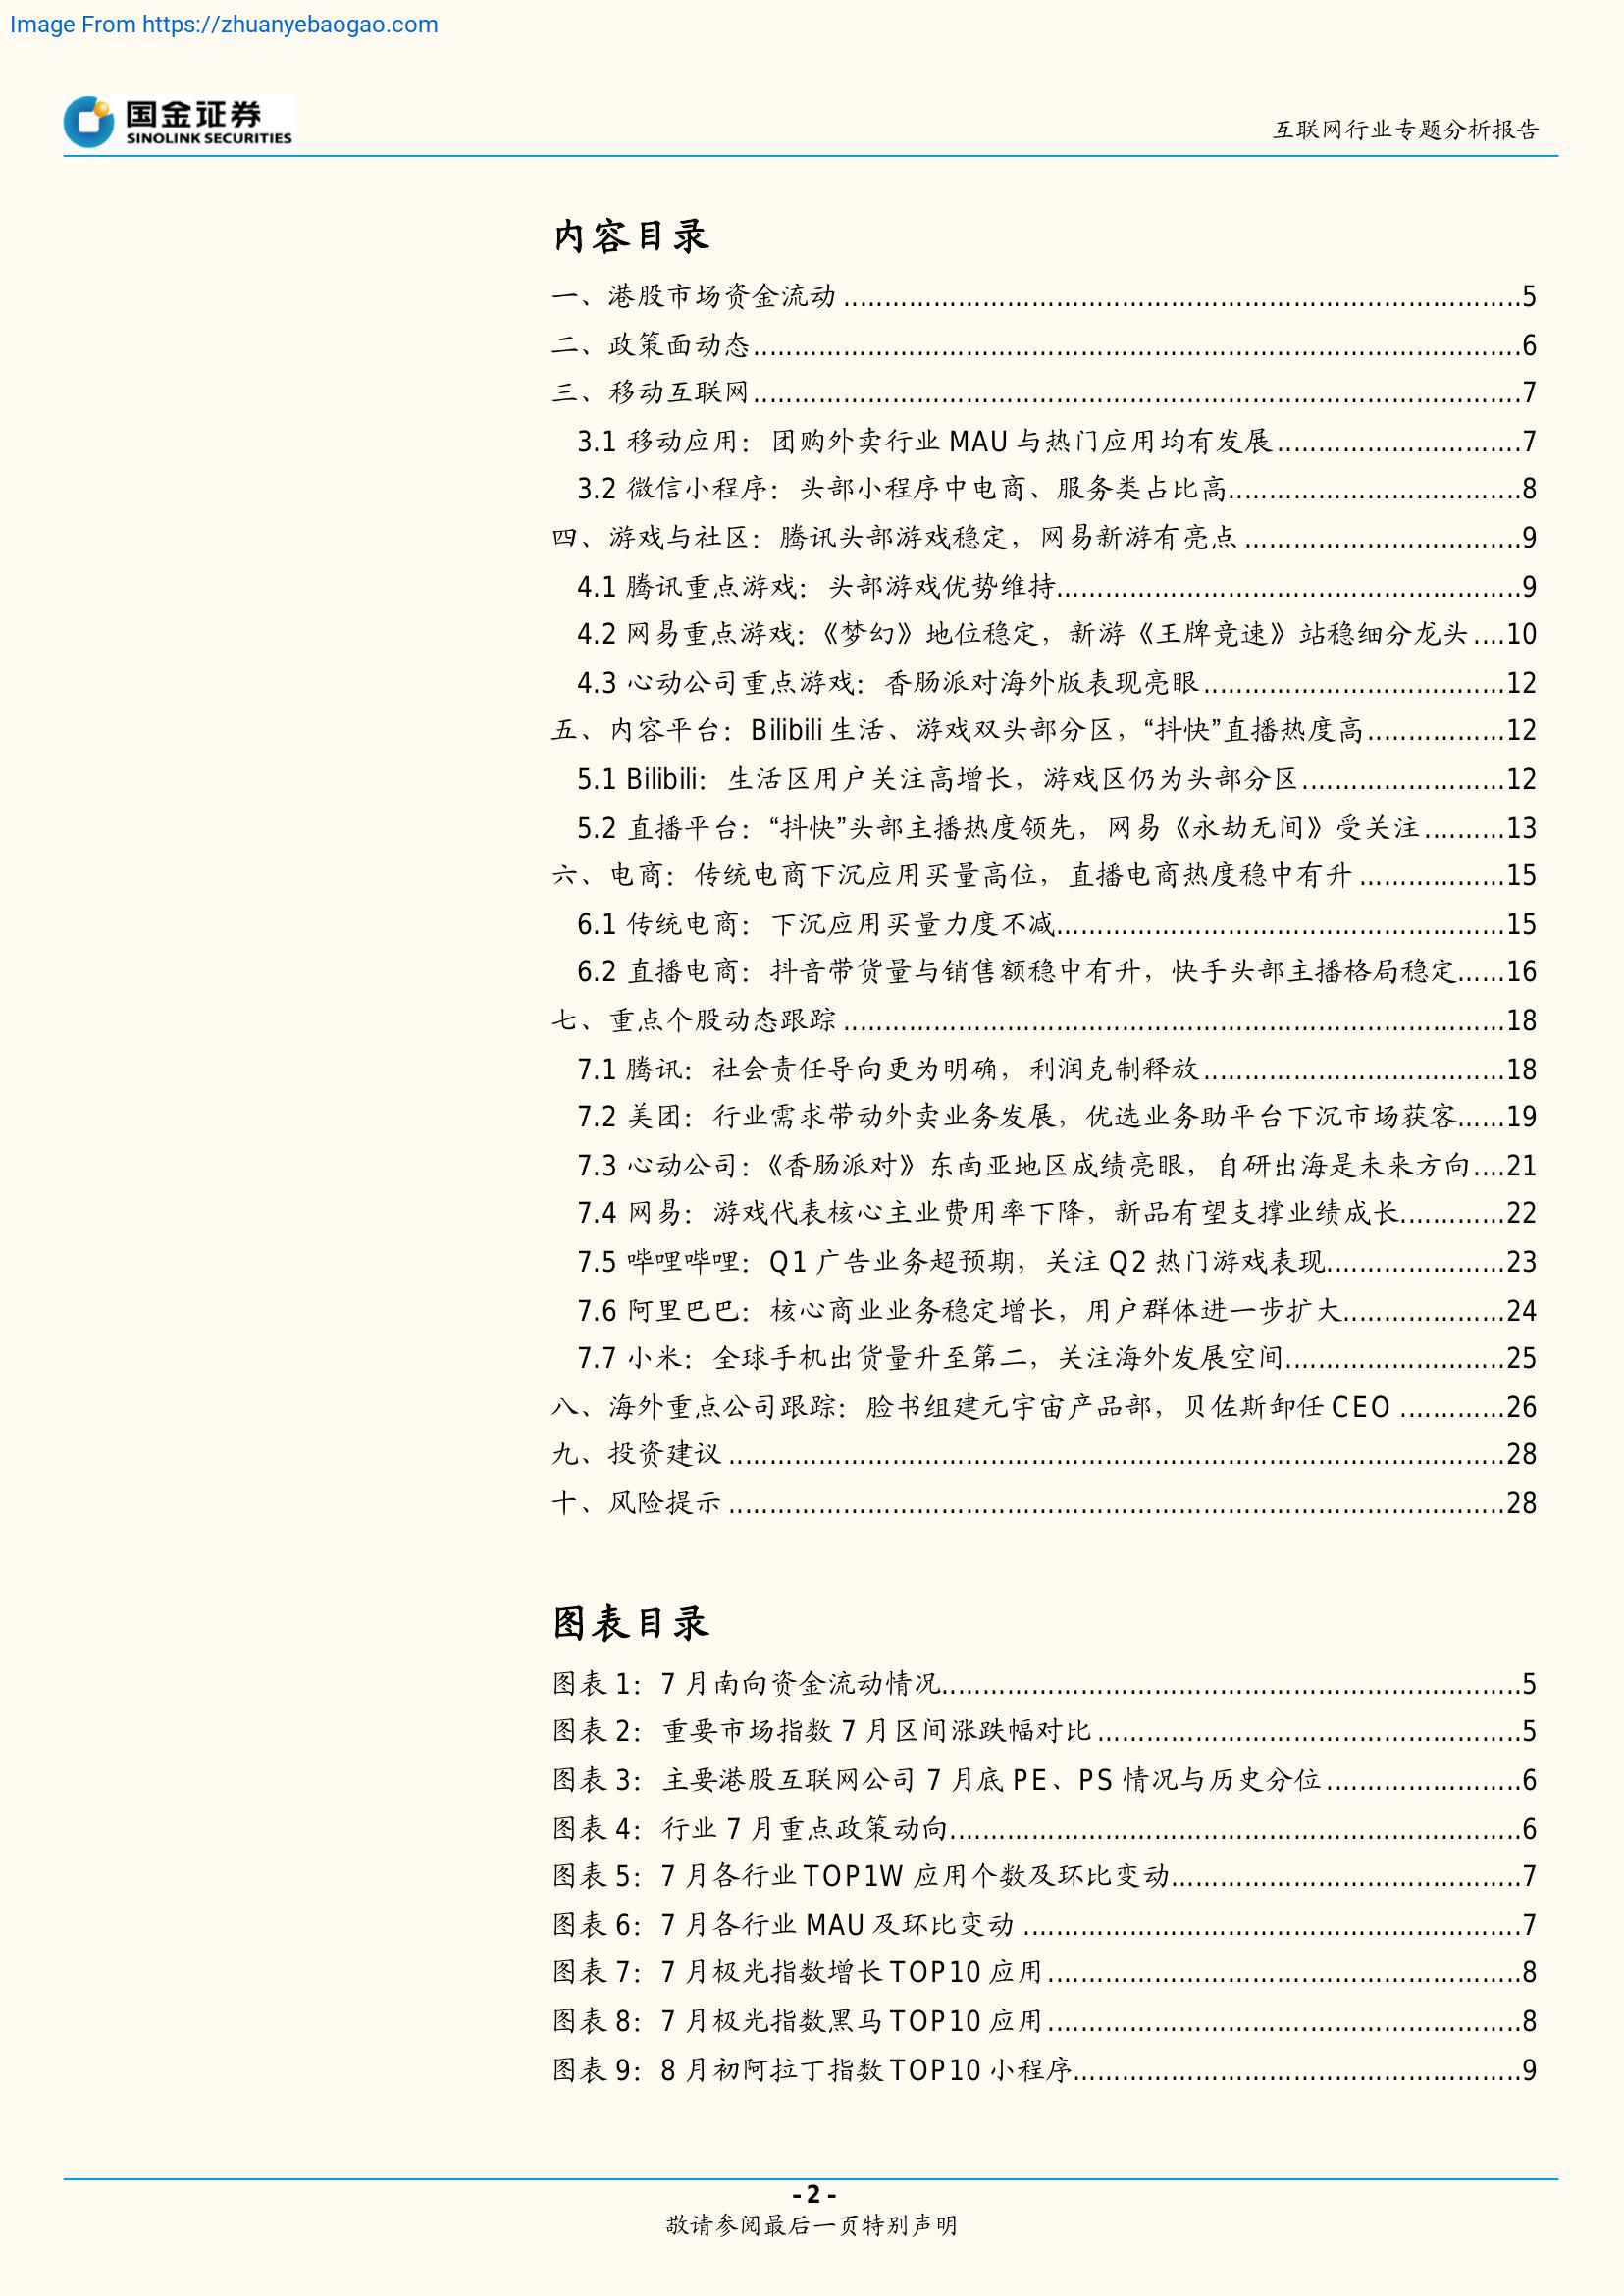 Image From https://zhuanyebaogao.com
国金证券
SINOLINK SECURITIES
互联网行业专题分析报告
内容目录
一、港股市场资金流动 ................................................................................5
二、政策面动态................................................................................6
三、移动互联网................................................................................7
3.1 移动应用：团购外卖行业 MAU 与热门应用均有发展..............................7
3.2 微信小程序：头部小程序中电商、服务类占比高....................................8
四、游戏与社区：腾讯头部游戏稳定，网易新游有亮点 ..................................9
4.1 腾讯重点游戏：头部游戏优势维持.........................................................9
4.2 网易重点游戏：《梦幻》地位稳定，新游《王牌竞速》站稳细分龙头....10
4.3 心动公司重点游戏：香肠派对海外版表现亮眼.....................................12
五、内容平台：Bilibili 生活、游戏双头部分区，“抖快”直播热度高.................12
5.1 Bilibili：生活区用户关注高增长，游戏区仍为头部分区.........................12
5.2 直播平台：“抖快”头部主播热度领先，网易《永劫无间》受关注..........13
六、电商：传统电商下沉应用买量高位，直播电商热度稳中有升 ..................15
6.1 传统电商：下沉应用买量力度不减.......................................................15
6.2 直播电商：抖音带货量与销售额稳中有升，快手头部主播格局稳定......16
七、重点个股动态跟踪 .................................................................................18
7.1 腾讯：社会责任导向更为明确，利润克制释放.....................................18
7.2 美团：行业需求带动外卖业务发展，优选业务助平台下沉市场获客......19
7.3 心动公司：《香肠派对》东南亚地区成绩亮眼，自研出海是未来方向....21
7.4 网易：游戏代表核心主业费用率下降，新品有望支撑业绩成长.............22
7.5 哔哩哔哩：Q1 广告业务超预期，关注 Q2 热门游戏表现......................23
7.6 阿里巴巴：核心商业业务稳定增长，用户群体进一步扩大....................24
7.7 小米：全球手机出货量升至第二，关注海外发展空间...........................25
八、海外重点公司跟踪：脸书组建元宇宙产品部，贝佐斯卸任 CEO .............26
九、投资建议 ...............................................................................................28
十、风险提示 ...............................................................................................28
图表目录
图表 1：7 月南向资金流动情况.......................................................................5
图表 2：重要市场指数 7 月区间涨跌幅对比....................................................5
图表 3：主要港股互联网公司 7 月底 PE、PS 情况与历史分位........................6
图表 4：行业 7 月重点政策动向......................................................................6
图表 5：7 月各行业 TOP1W 应用个数及环比变动...........................................7
图表 6：7 月各行业 MAU 及环比变动 .............................................................7
图表 7：7 月极光指数增长 TOP10 应用..........................................................8
图表 8：7 月极光指数黑马 TOP10 应用..........................................................8
图表 9：8 月初阿拉丁指数 TOP10 小程序.......................................................9
- 2 -
敬请参阅最后一页特别声明